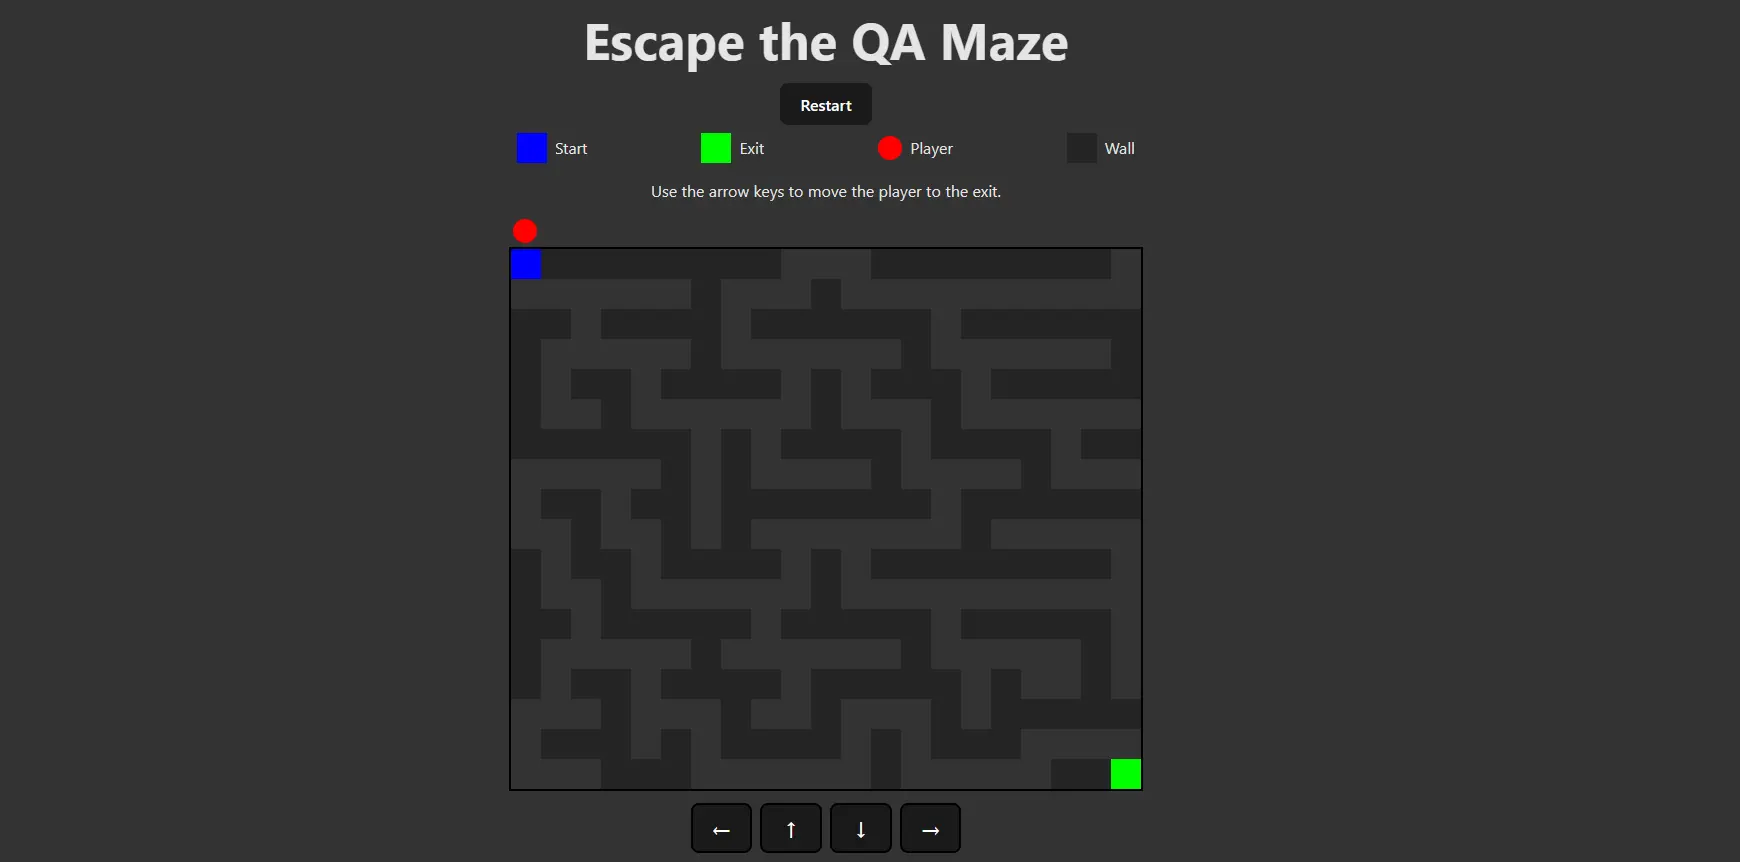 Escape the QA Maze
Restart
Start Exit Player Wall
Use the arrow keys to move the player to the exit.
← ↑ ↓ →